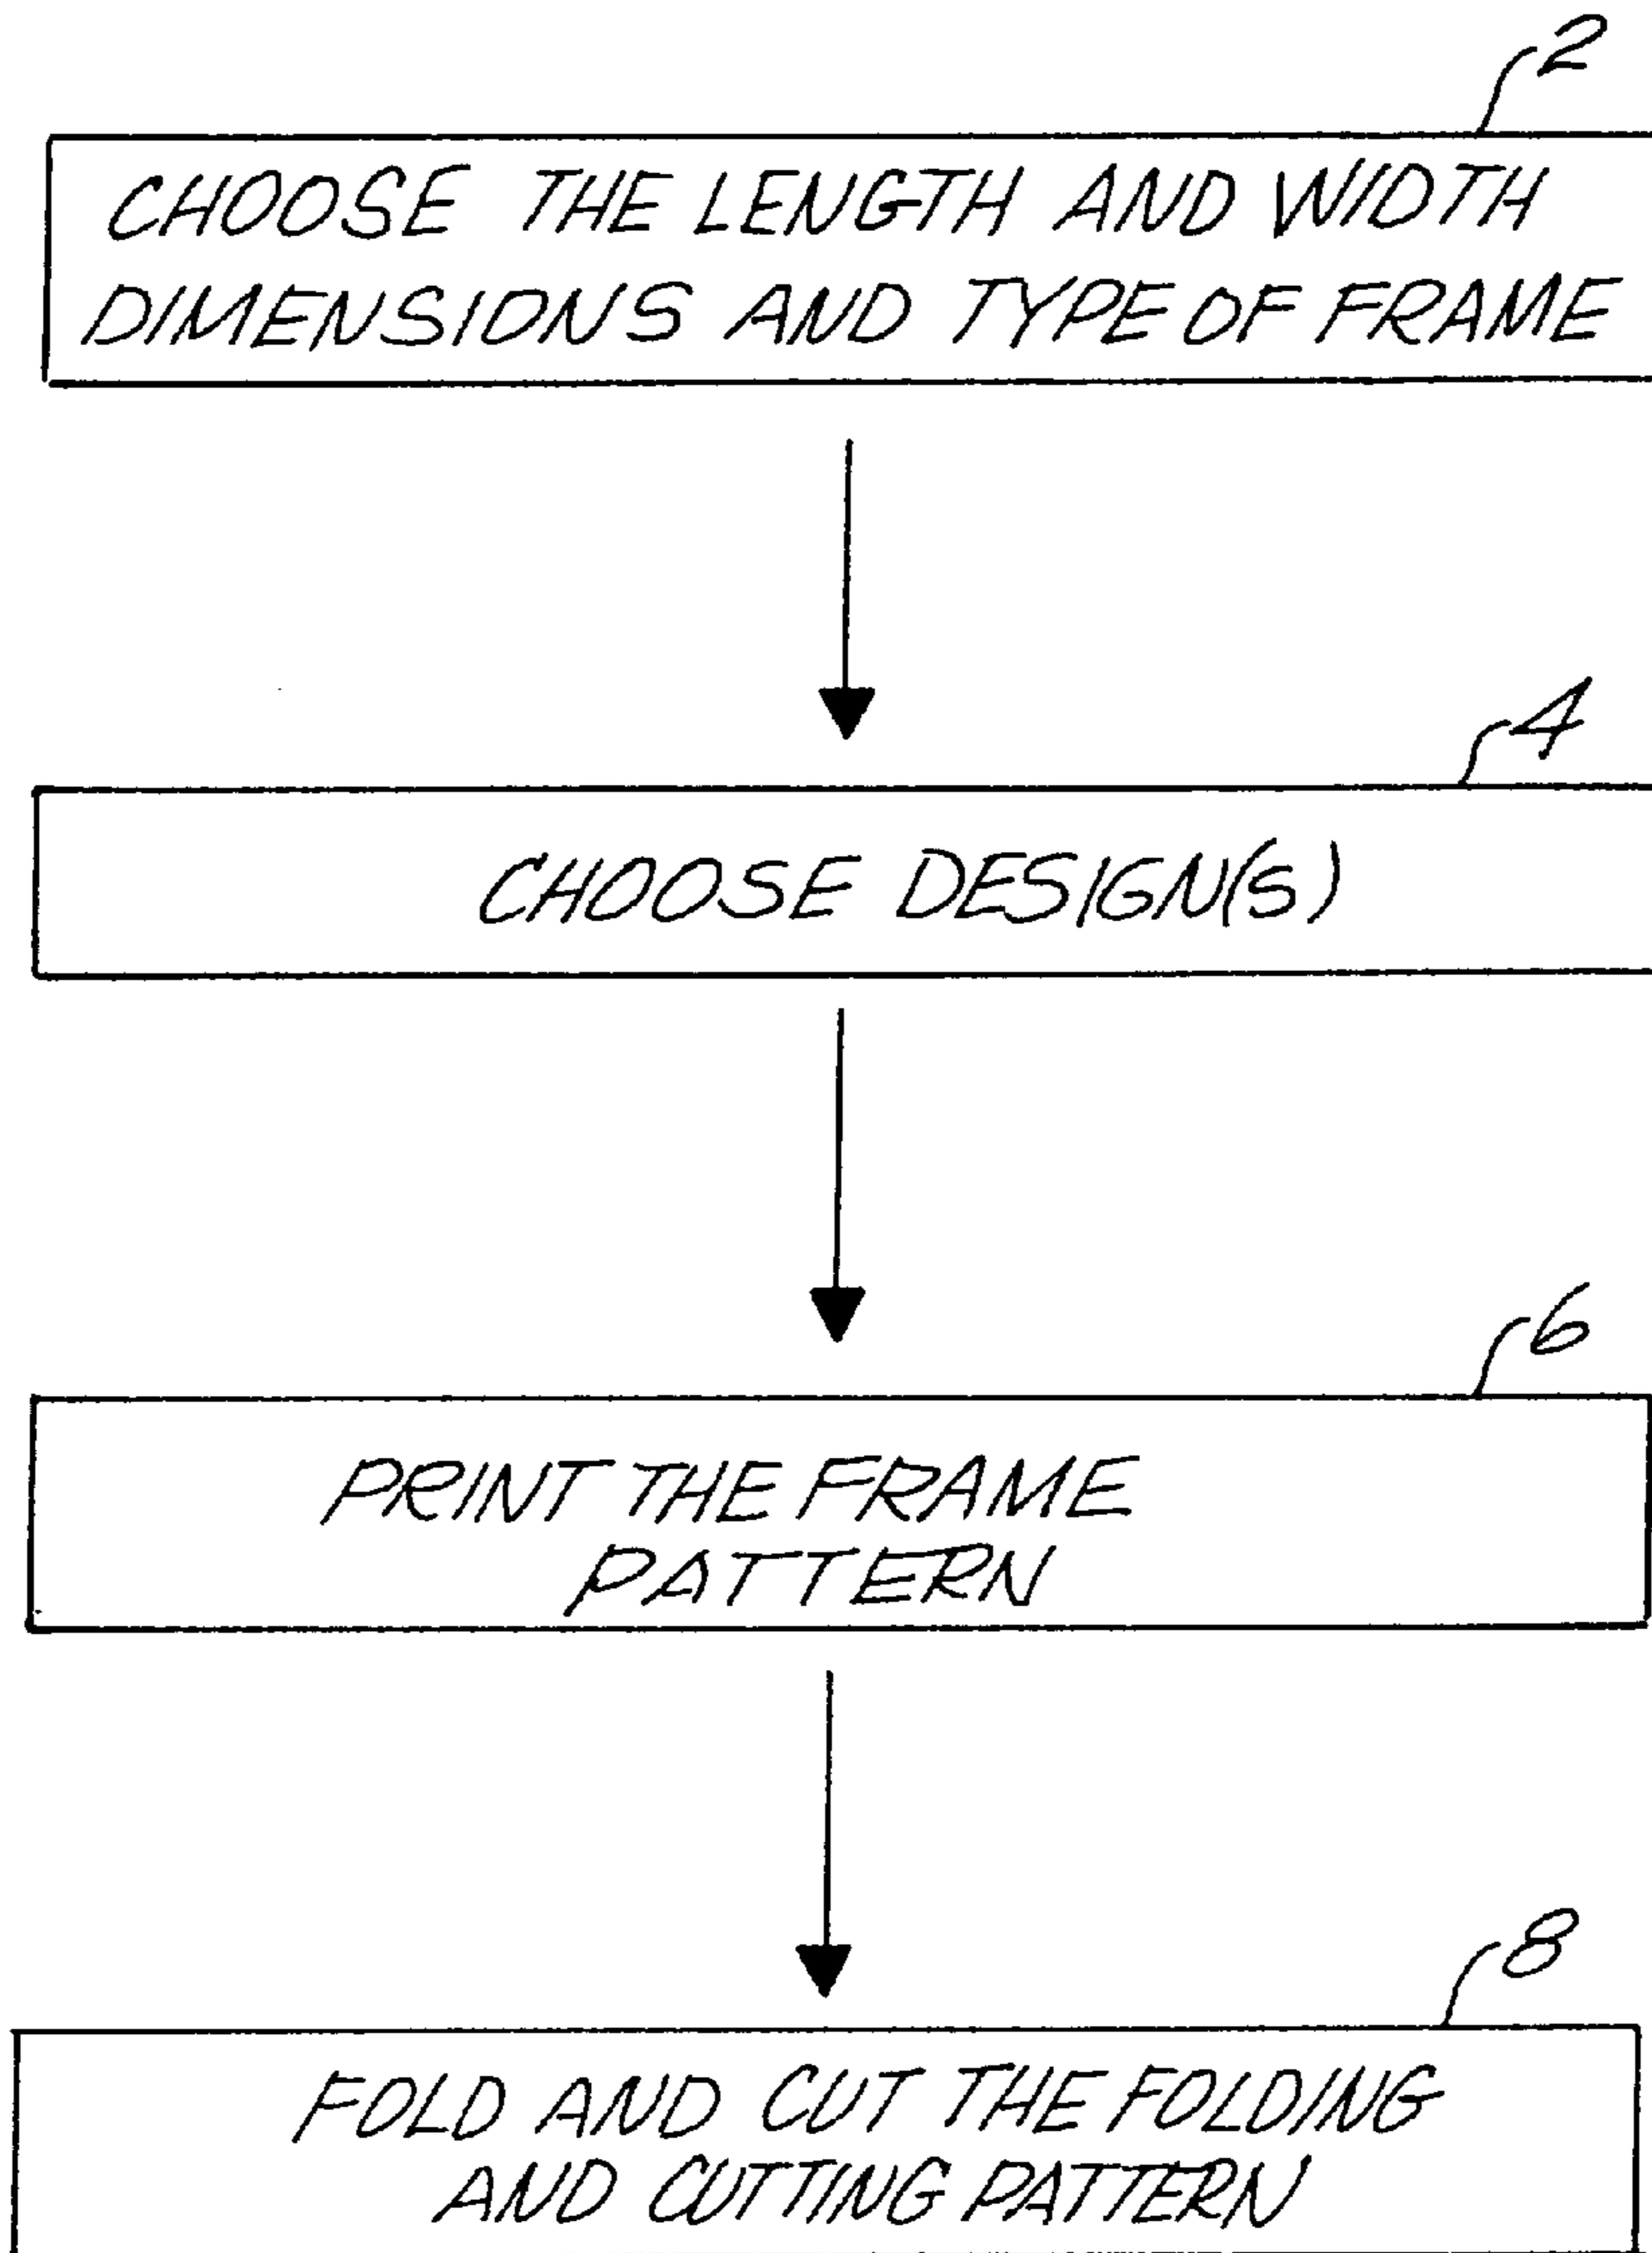 2
CHOOSE THE LENGTH AND WIDTH
DIMENSIONS AND TYPE OF FRAME
4
CHOOSE DESIGN(S)
6
PRINT THE FRAME
PATTERN
8
FOLD AND CUT THE FOLDING
AND CUTTING PATTERN